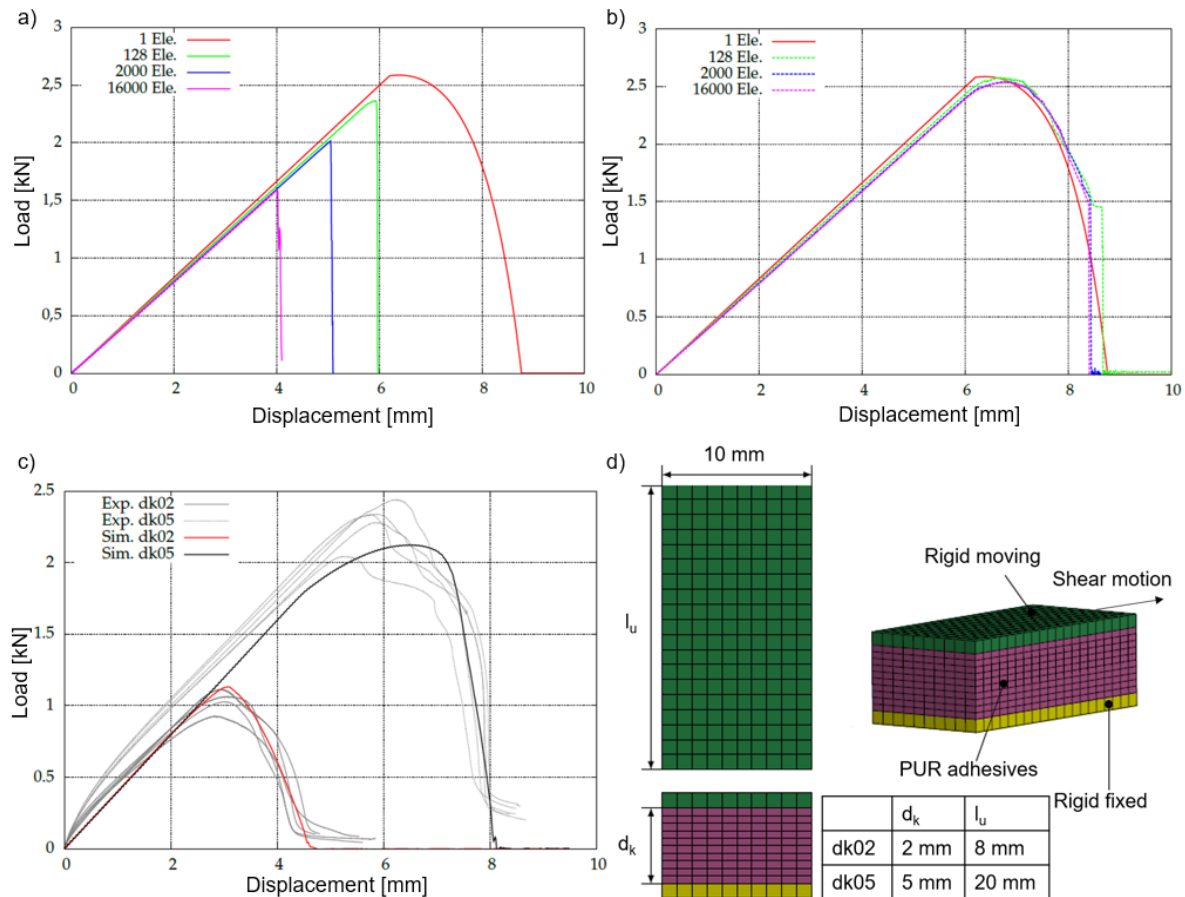 a)
3
2.5
2
1.5
1
0,5
0
0
2
4
6
8
10
Load [kN]
Displacement [mm]
1 Ele.
128 Ele.
2000 Ele.
16000 Ele.
b)
3
2.5
2
1.5
1
0.5
0
0
2
4
6
8
10
Load [kN]
Displacement [mm]
1 Ele.
128 Ele.
2000 Ele.
16000 Ele.
c)
2.5
2
1.5
1
0.5
0
0
2
4
6
8
10
Load [kN]
Displacement [mm]
Exp. dk02
Exp. dk05
Sim. dk02
Sim. dk05
d)
10 mm
lu
dk
Rigid moving
Shear motion
PUR adhesives
Rigid fixed
dk lu
dk02 2 mm 8 mm
dk05 5 mm 20 mm